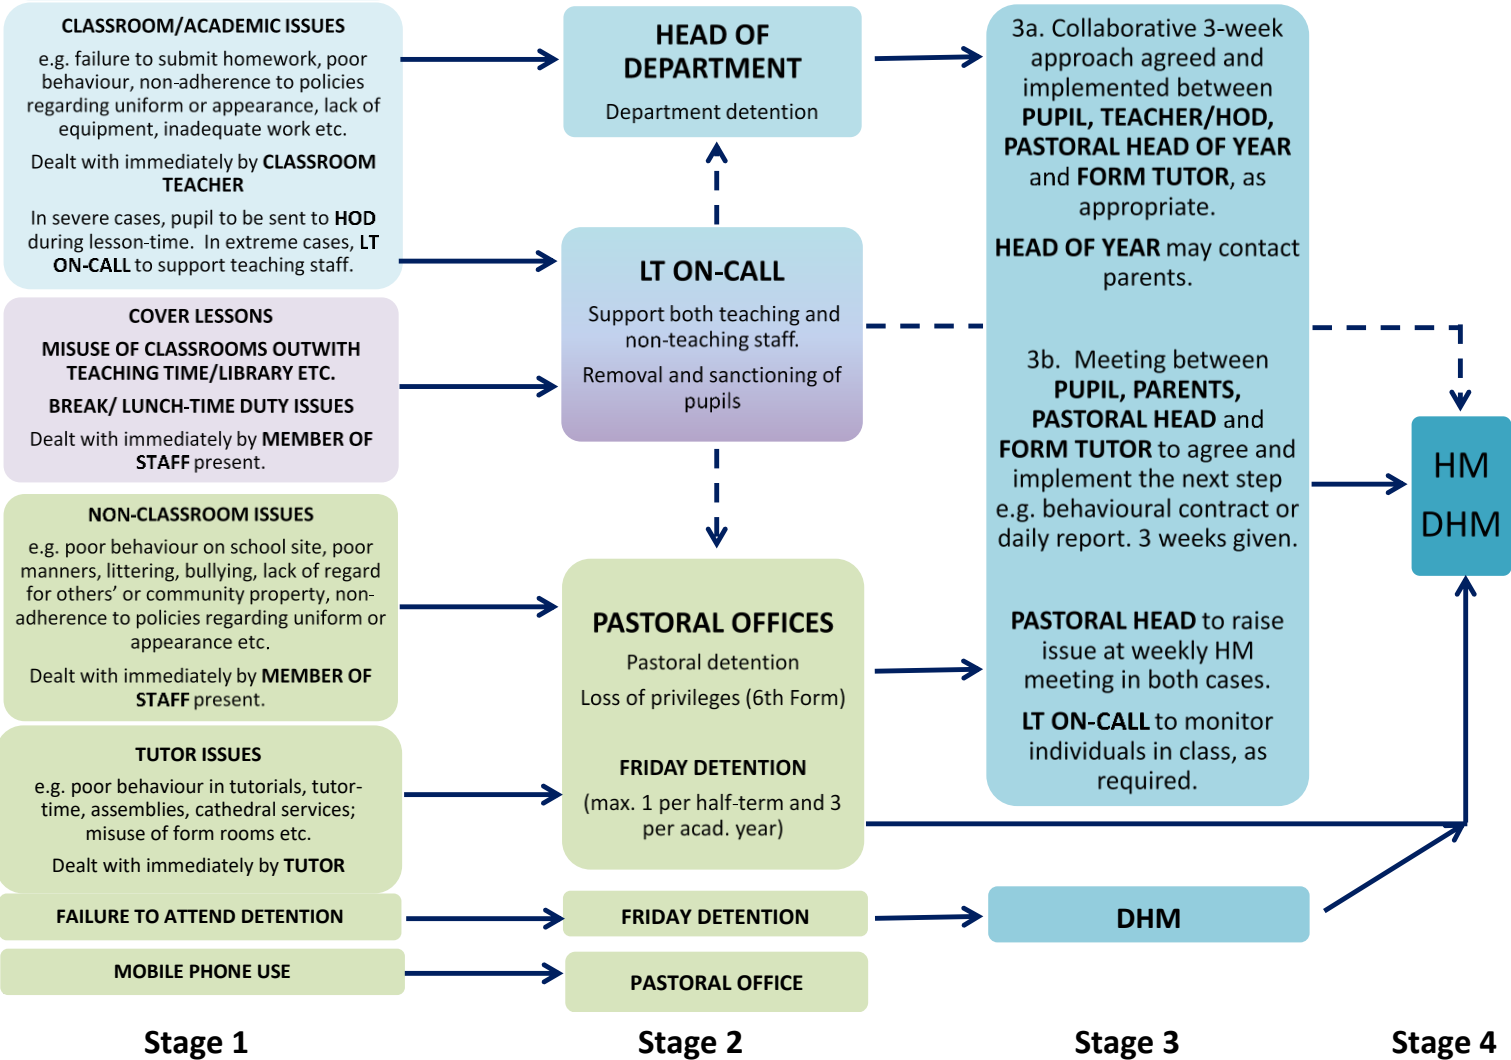 CLASSROOM/ACADEMIC ISSUES
e.g. failure to submit homework, poor
behaviour, non-adherence to policies
regarding uniform or appearance, lack of
equipment, inadequate work etc.
Dealt with immediately by CLASSROOM
TEACHER
In severe cases, pupil to be sent to HOD
during lesson-time. In extreme cases, LT
ON-CALL to support teaching staff.
COVER LESSONS
MISUSE OF CLASSROOMS OUTWITH
TEACHING TIME/LIBRARY ETC.
BREAK/ LUNCH-TIME DUTY ISSUES
Dealt with immediately by MEMBER OF
STAFF present.
NON-CLASSROOM ISSUES
e.g. poor behaviour on school site, poor
manners, littering, bullying, lack of regard
for others’ or community property, non-
adherence to policies regarding uniform or
appearance etc.
Dealt with immediately by MEMBER OF
STAFF present.
TUTOR ISSUES
e.g. poor behaviour in tutorials, tutor-
time, assemblies, cathedral services;
misuse of form rooms etc.
Dealt with immediately by TUTOR
FAILURE TO ATTEND DETENTION
MOBILE PHONE USE
Stage 1
HEAD OF
DEPARTMENT
Department detention
LT ON-CALL
Support both teaching and
non-teaching staff.
Removal and sanctioning of
pupils
PASTORAL OFFICES
Pastoral detention
Loss of privileges (6th Form)
FRIDAY DETENTION
(max. 1 per half-term and 3
per acad. year)
FRIDAY DETENTION
PASTORAL OFFICE
Stage 2
3a. Collaborative 3-week
approach agreed and
implemented between
PUPIL, TEACHER/HOD,
PASTORAL HEAD OF YEAR
and FORM TUTOR, as
appropriate.
HEAD OF YEAR may contact
parents.
3b. Meeting between
PUPIL, PARENTS,
PASTORAL HEAD and
FORM TUTOR to agree and
implement the next step
e.g. behavioural contract or
daily report. 3 weeks given.
PASTORAL HEAD to raise
issue at weekly HM
meeting in both cases.
LT ON-CALL to monitor
individuals in class, as
required.
DHM
Stage 3
HM
DHM
Stage 4